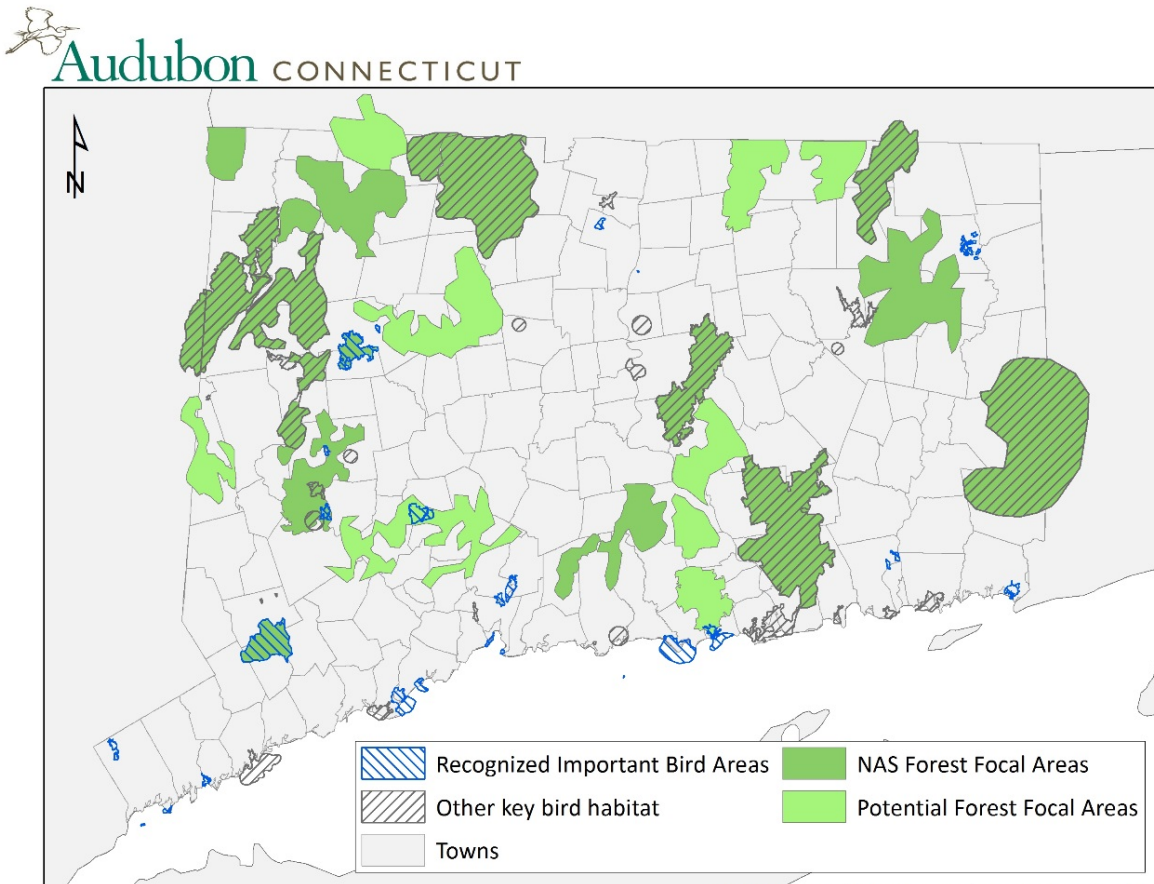 Audubon CONNECTICUT
N
Recognized Important Bird Areas
NAS Forest Focal Areas
Other key bird habitat
Potential Forest Focal Areas
Towns